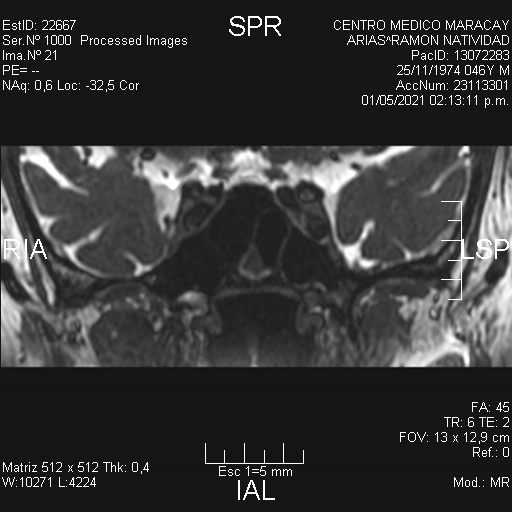 EstID: 22667
Ser.Nº 1000 Processed Images
Ima.Nº 21
PE= --
NAq: 0,6 Loc: -32,5 Cor
SPR
CENTRO MEDICO MARACAY
ARIAS^RAMON NATIVIDAD
PacID: 13072283
25/11/1974 046Y M
AccNum: 23113301
01/05/2021 02:13:11 p.m.
RIA
LSP
Matriz 512 x 512 Thk: 0,4
W:10271 L:4224
Esc 1=5 mm
IAL
FA: 45
TR: 6 TE: 2
FOV: 13 x 12,9 cm
Ref.: 0
Mod.: MR